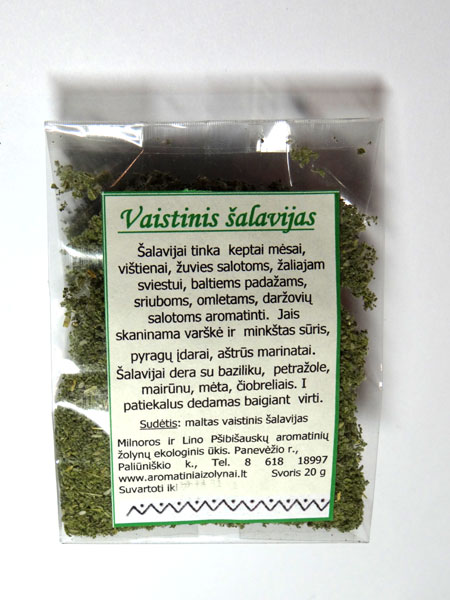 Vaistinis šalavijas
Šalavijai tinka keptai mėsai,
vištienai, žuvies salotoms, žaliajam
sviestui, baltiems padažams,
sriuboms, omletams, daržovių
salotoms aromatinti. Jais
skaninama varškė ir minkštas sūris,
pyragų įdarai, aštrūs marinatai.
Šalavijai dera su baziliku, petražole,
mairūnu, mėta, čiobreliais. I
patiekalus dedamas baigiant virti.
Sudėtis: maltas vaistinis šalavijas
Milnoros ir Lino Pšibišauskų aromatinių
žolynų ekologinis ūkis. Panevėžio r.,
Paliūniškio k., Tel. 8 618 18997
www.aromatiniaizolynai.lt Svoris 20 g
Suvartoti iki